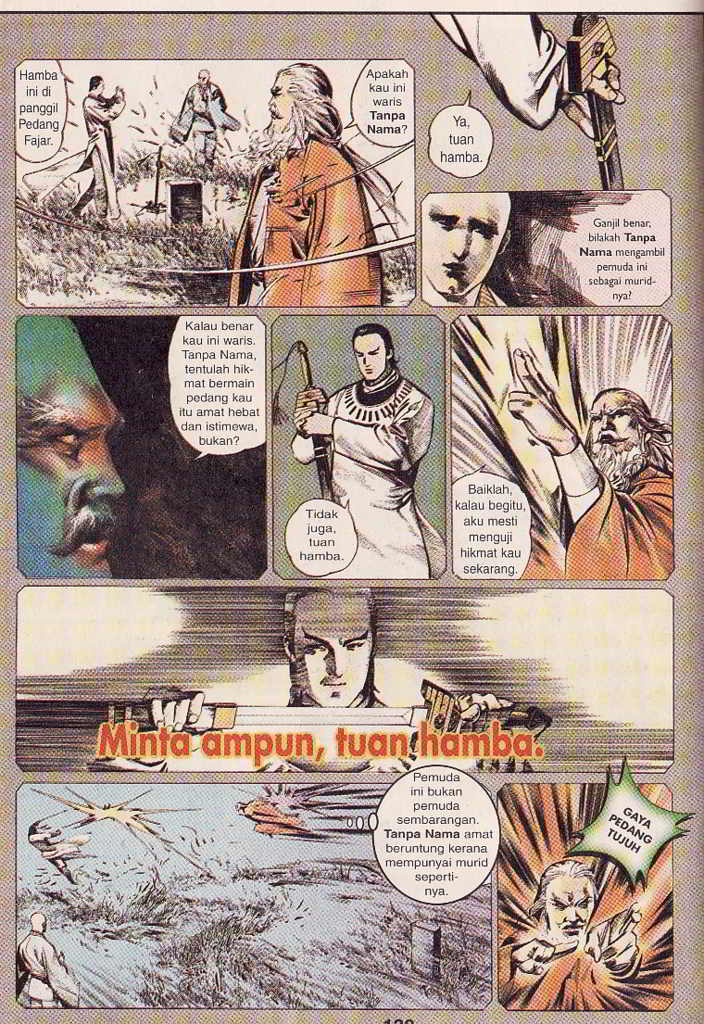 Hamba
ini di
panggil
Pedang
Fajar.
Apakah
kau ini
waris
Tanpa
Nama?
Ya,
tuan
hamba.
Ganjil benar,
bilakah Tanpa
Nama mengambil
pemuda ini
sebagai murid-
nya?
Kalau benar
kau ini waris.
Tanpa Nama,
tentulah hik-
mat bermain
pedang kau
itu amat hebat
dan istimewa,
bukan?
Tidak
juga,
tuan
hamba.
Baiklah,
kalau begitu,
aku mesti
menguji
hikmat kau
sekarang.
Minta ampun, tuan hamba.
Pemuda
ini bukan
pemuda
sembarangan.
Tanpa Nama amat
beruntung kerana
mempunyai murid
seperti-
nya.
GAYA
PEDANG
TUJUH